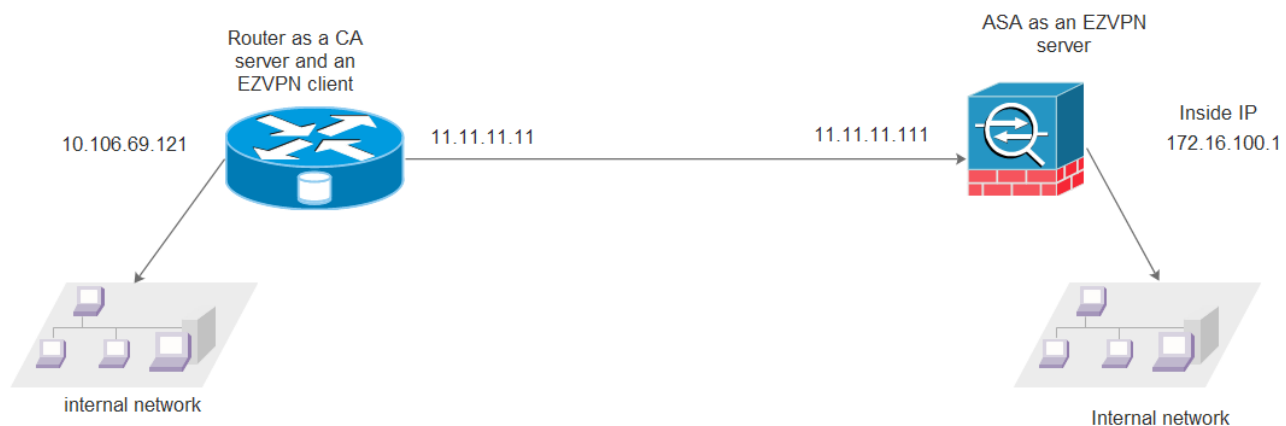 Router as a CA
server and an
EZVPN client
ASA as an EZVPN
server
10.106.69.121
11.11.11.11
11.11.11.111
Inside IP
172.16.100.1
internal network
Internal network